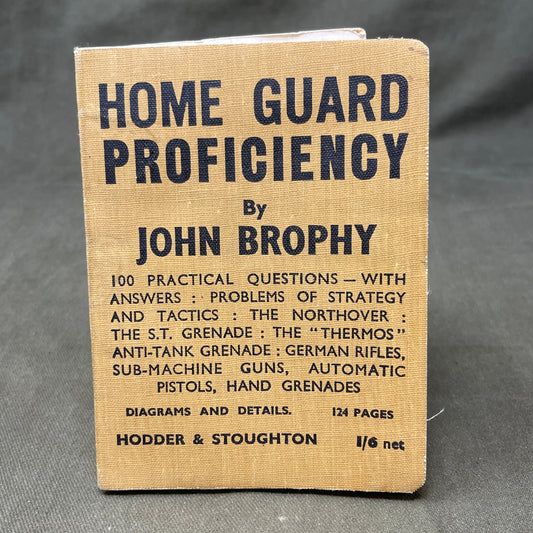 HOME GUARD
PROFICIENCY
By
JOHN BROPHY
100 PRACTICAL QUESTIONS — WITH
ANSWERS : PROBLEMS OF STRATEGY
AND TACTICS : THE NORTHOVER :
THE S.T. GRENADE : THE "THERMOS"
ANTI-TANK GRENADE : GERMAN RIFLES,
SUB-MACHINE GUNS, AUTOMATIC
PISTOLS, HAND GRENADES
DIAGRAMS AND DETAILS. 124 PAGES
HODDER & STOUGHTON 1/6 net